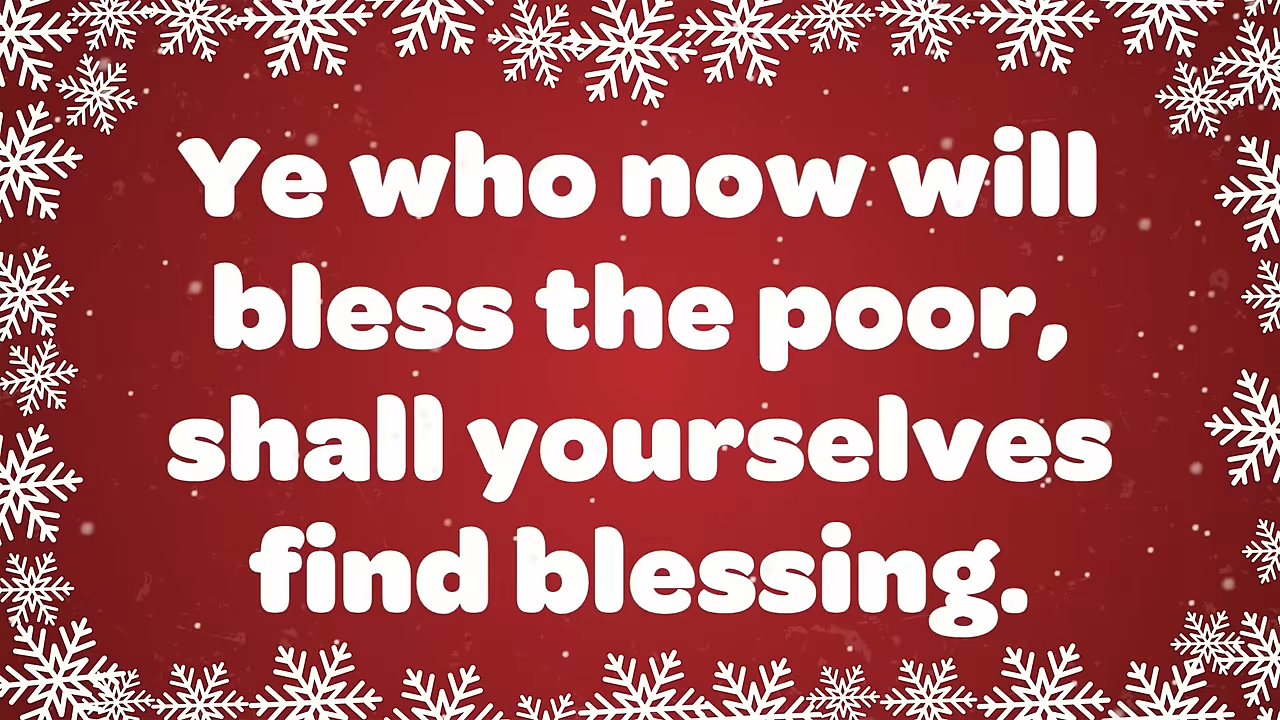 Ye who now will
bless the poor,
shall yourselves
find blessing.